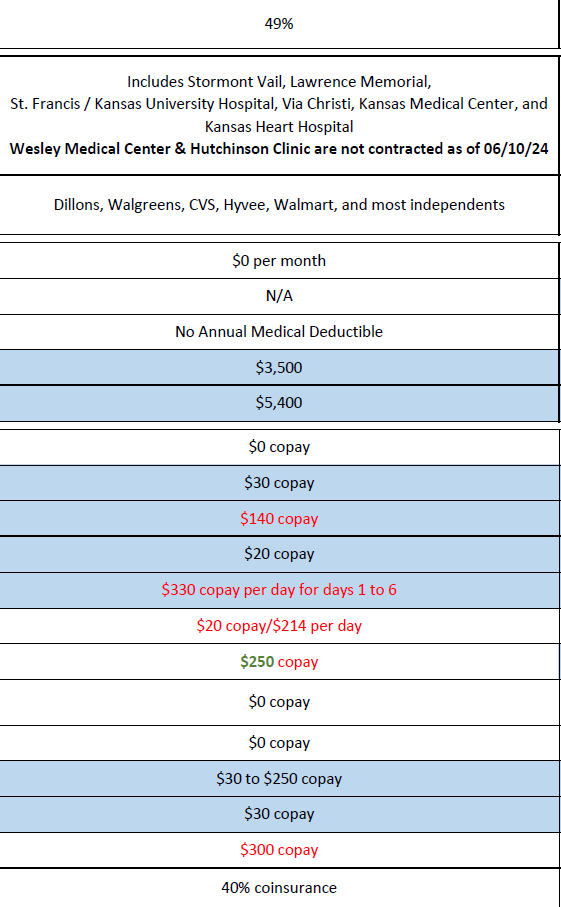 49%
Includes Stormont Vail, Lawrence Memorial,
St. Francis / Kansas University Hospital, Via Christi, Kansas Medical Center, and
Kansas Heart Hospital
Wesley Medical Center & Hutchinson Clinic are not contracted as of 06/10/24
Dillons, Walgreens, CVS, Hyvee, Walmart, and most independents
$0 per month
N/A
No Annual Medical Deductible
$3,500
$5,400
$0 copay
$30 copay
$140 copay
$20 copay
$330 copay per day for days 1 to 6
$20 copay/$214 per day
$250 copay
$0 copay
$0 copay
$30 to $250 copay
$30 copay
$300 copay
40% coinsurance